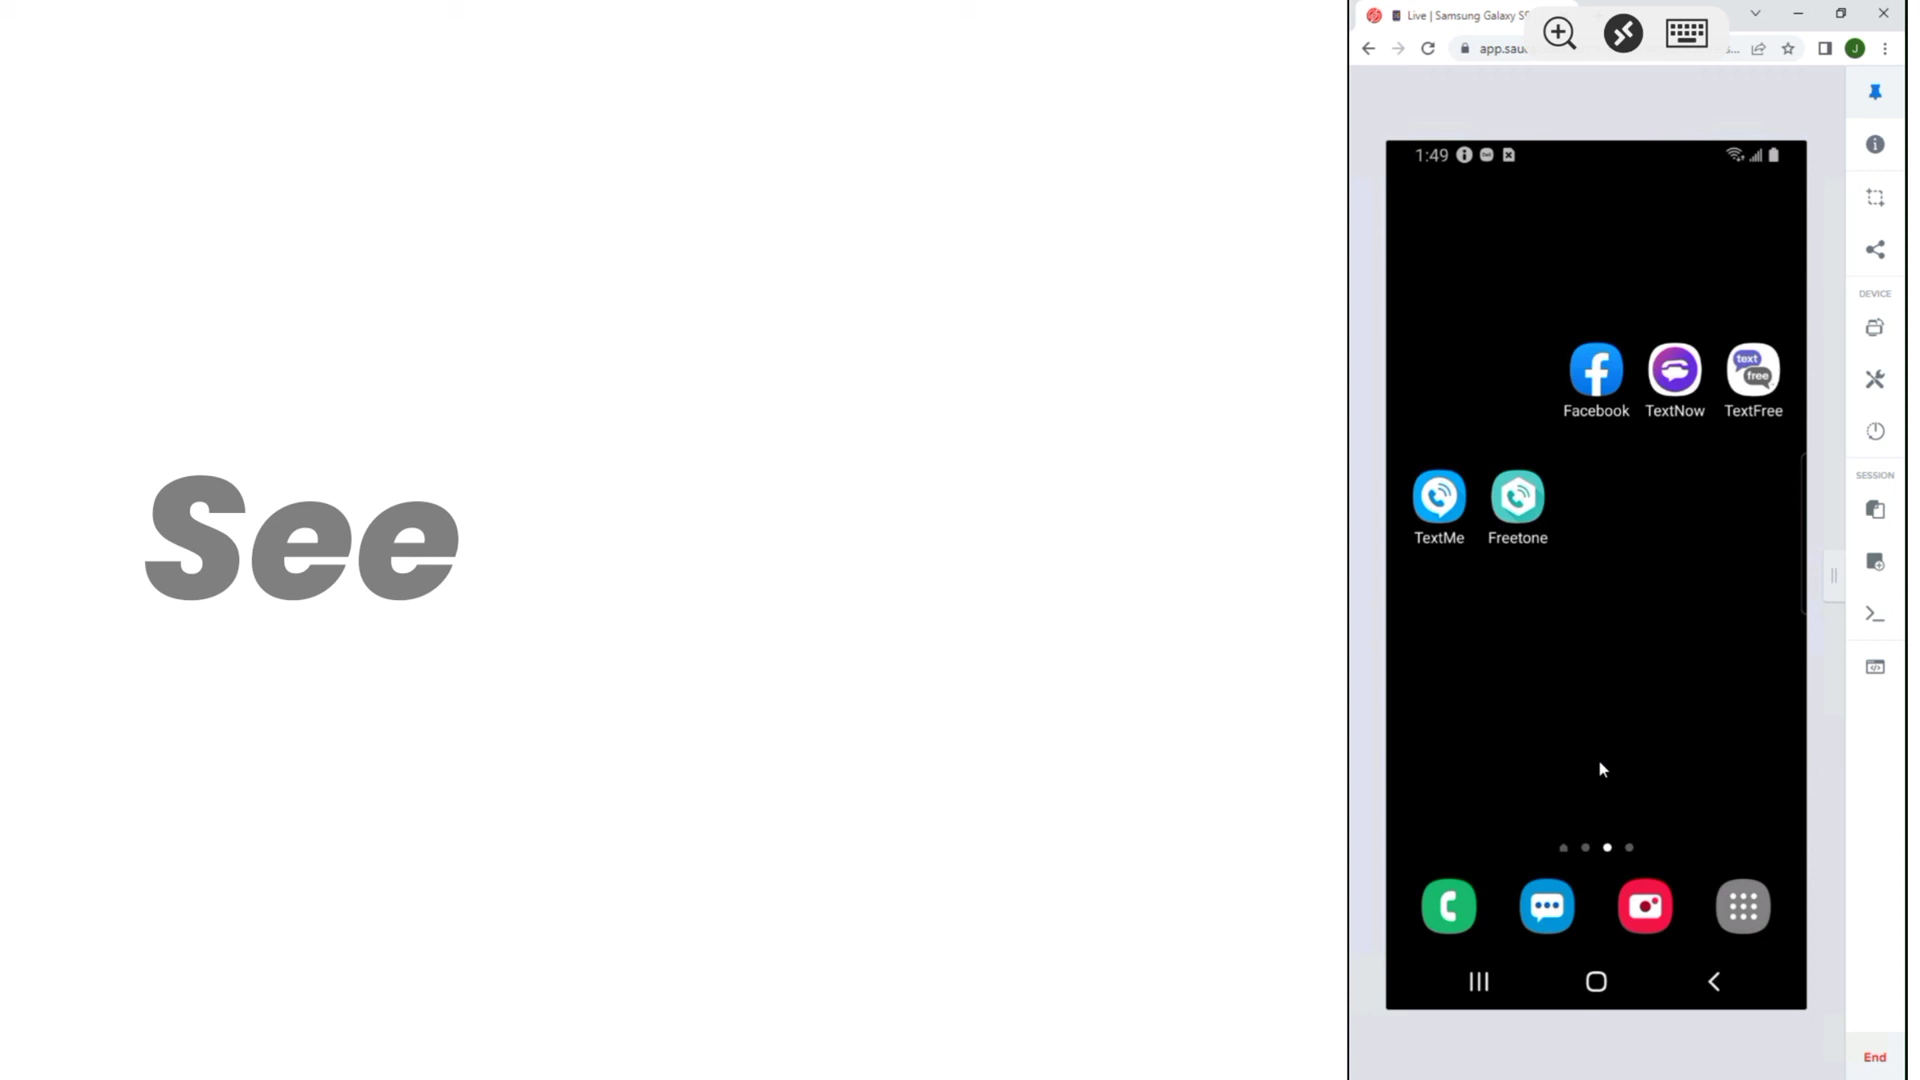 See
Live | Samsung Galaxy S
app.sau
J
1:49
DEVICE
Facebook
TextNow
text
free
TextFree
SESSION
TextMe
Freetone
End